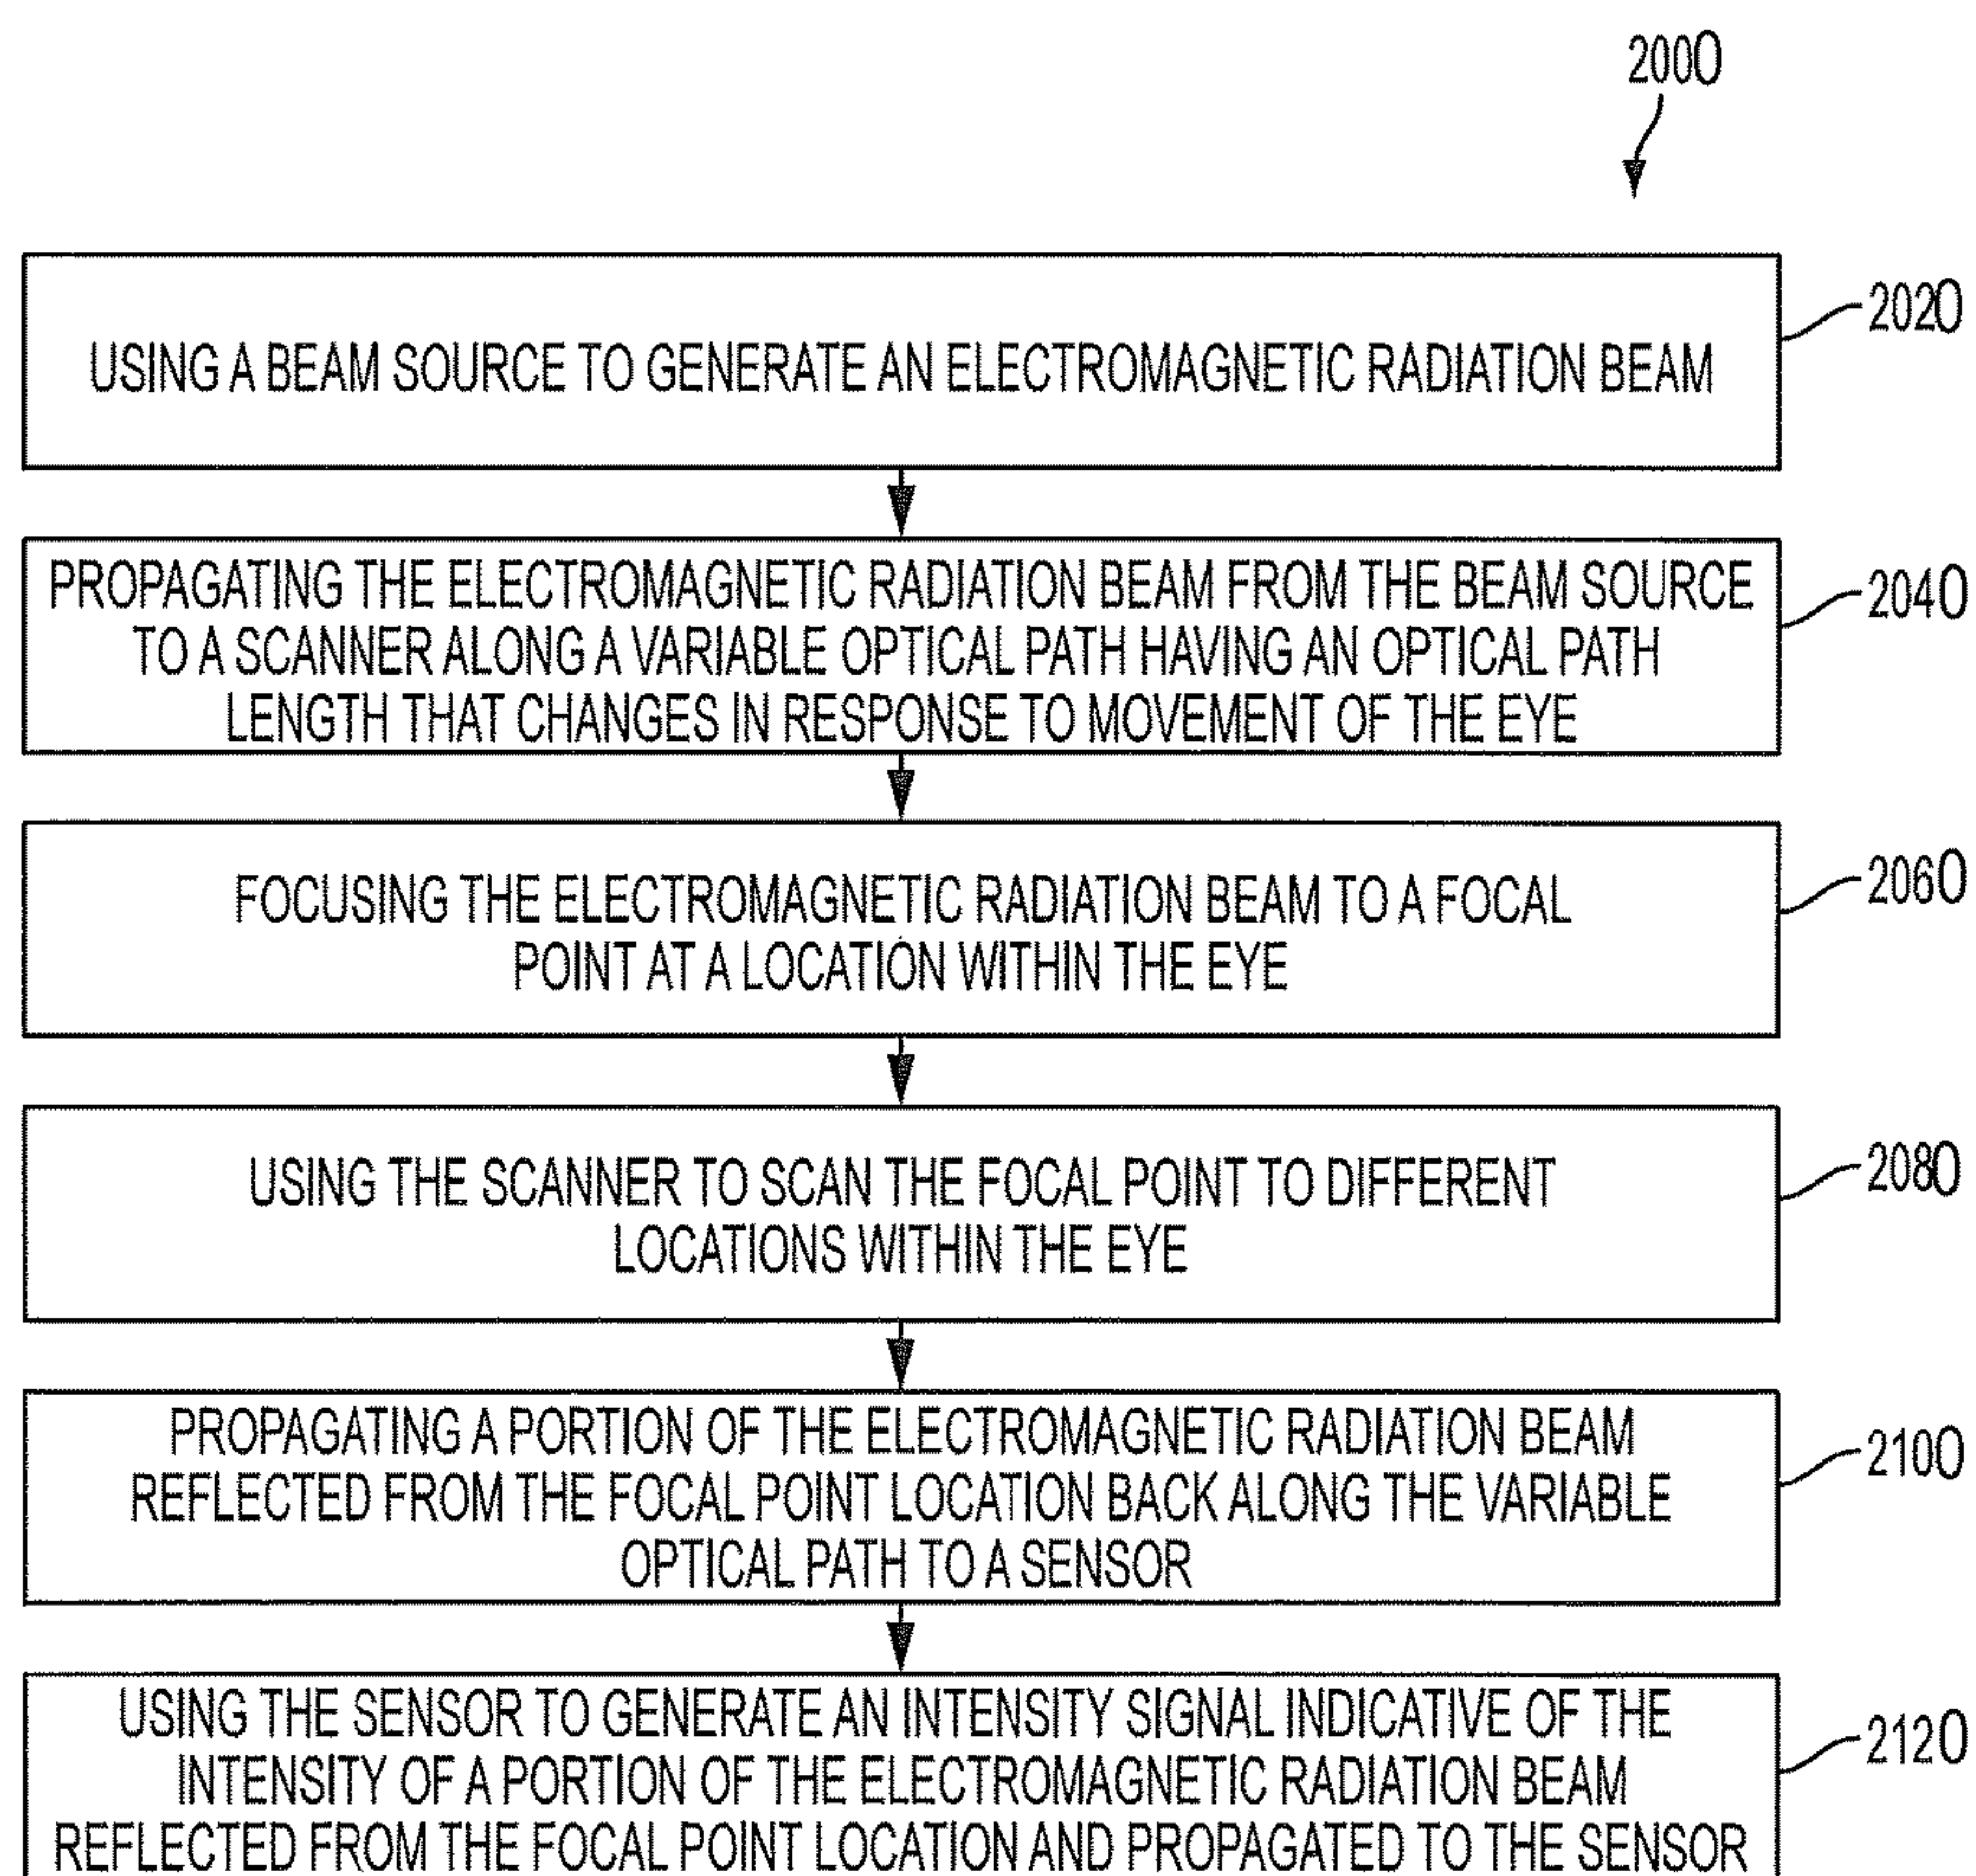 2000
USING A BEAM SOURCE TO GENERATE AN ELECTROMAGNETIC RADIATION BEAM
2020
PROPAGATING THE ELECTROMAGNETIC RADIATION BEAM FROM THE BEAM SOURCE
TO A SCANNER ALONG A VARIABLE OPTICAL PATH HAVING AN OPTICAL PATH
LENGTH THAT CHANGES IN RESPONSE TO MOVEMENT OF THE EYE
2040
FOCUSING THE ELECTROMAGNETIC RADIATION BEAM TO A FOCAL
POINT AT A LOCATION WITHIN THE EYE
2060
USING THE SCANNER TO SCAN THE FOCAL POINT TO DIFFERENT
LOCATIONS WITHIN THE EYE
2080
PROPAGATING A PORTION OF THE ELECTROMAGNETIC RADIATION BEAM
REFLECTED FROM THE FOCAL POINT LOCATION BACK ALONG THE VARIABLE
OPTICAL PATH TO A SENSOR
2100
USING THE SENSOR TO GENERATE AN INTENSITY SIGNAL INDICATIVE OF THE
INTENSITY OF A PORTION OF THE ELECTROMAGNETIC RADIATION BEAM
REFLECTED FROM THE FOCAL POINT LOCATION AND PROPAGATED TO THE SENSOR
2120